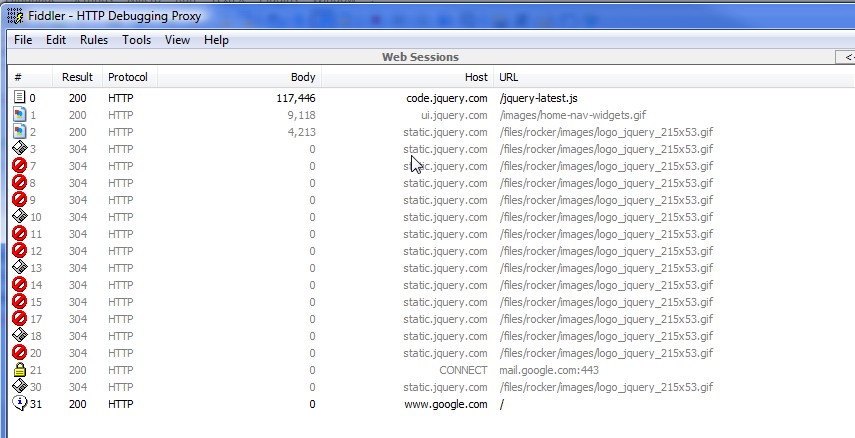 Fiddler - HTTP Debugging Proxy
File Edit Rules Tools View Help
Web Sessions <
# Result Protocol Body Host URL
0 200 HTTP 117,446 code.jquery.com /jquery-latest.js
1 200 HTTP 9,118 ui.jquery.com /images/home-nav-widgets.gif
2 200 HTTP 4,213 static.jquery.com /files/rocker/images/logo_jquery_215x53.gif
3 304 HTTP 0 static.jquery.com /files/rocker/images/logo_jquery_215x53.gif
7 304 HTTP 0 static.jquery.com /files/rocker/images/logo_jquery_215x53.gif
8 304 HTTP 0 static.jquery.com /files/rocker/images/logo_jquery_215x53.gif
9 304 HTTP 0 static.jquery.com /files/rocker/images/logo_jquery_215x53.gif
10 304 HTTP 0 static.jquery.com /files/rocker/images/logo_jquery_215x53.gif
11 304 HTTP 0 static.jquery.com /files/rocker/images/logo_jquery_215x53.gif
12 304 HTTP 0 static.jquery.com /files/rocker/images/logo_jquery_215x53.gif
13 304 HTTP 0 static.jquery.com /files/rocker/images/logo_jquery_215x53.gif
14 304 HTTP 0 static.jquery.com /files/rocker/images/logo_jquery_215x53.gif
15 304 HTTP 0 static.jquery.com /files/rocker/images/logo_jquery_215x53.gif
17 304 HTTP 0 static.jquery.com /files/rocker/images/logo_jquery_215x53.gif
18 304 HTTP 0 static.jquery.com /files/rocker/images/logo_jquery_215x53.gif
20 304 HTTP 0 static.jquery.com /files/rocker/images/logo_jquery_215x53.gif
21 200 HTTP 0 CONNECT mail.google.com:443
30 304 HTTP 0 static.jquery.com /files/rocker/images/logo_jquery_215x53.gif
31 200 HTTP 0 www.google.com /